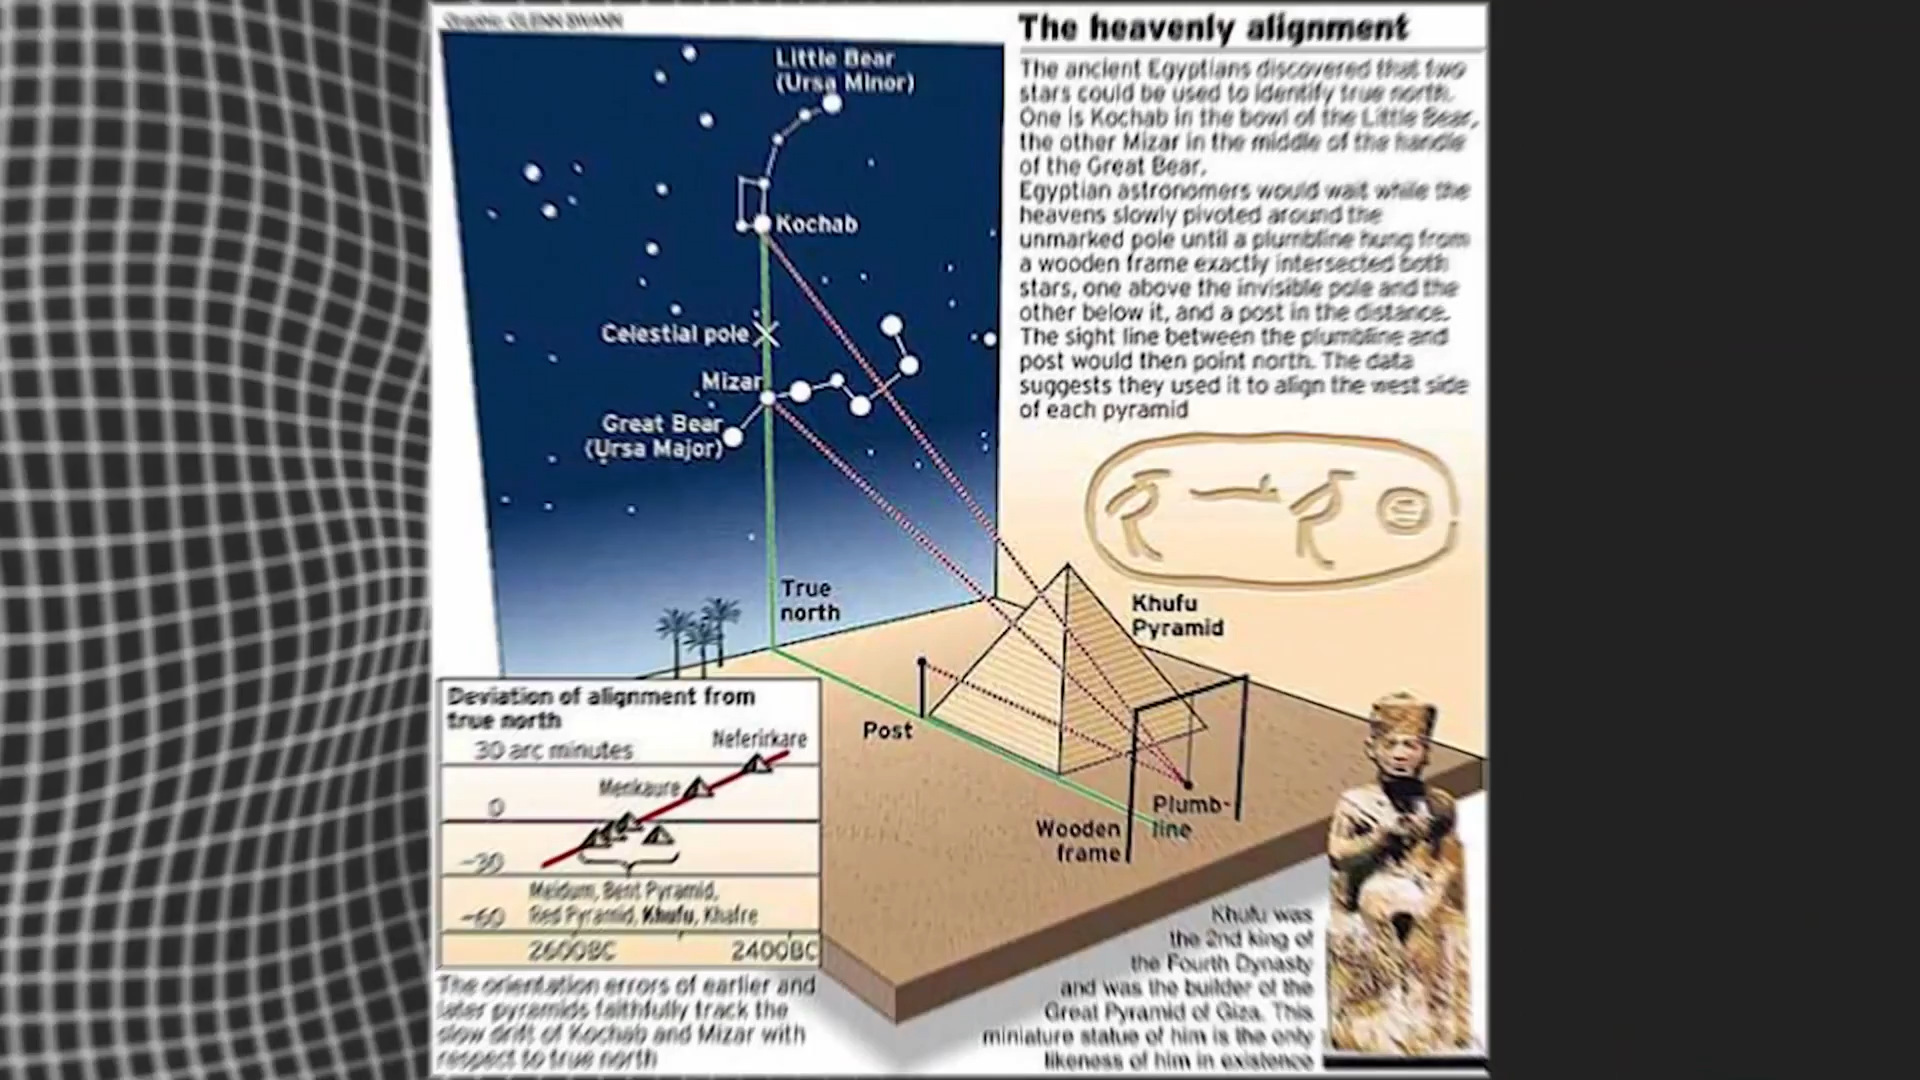 Graphic: GLENN SWANN
The heavenly alignment
The ancient Egyptians discovered that two
stars could be used to identify true north.
One is Kochab in the bowl of the Little Bear,
the other Mizar in the middle of the handle
of the Great Bear.
Egyptian astronomers would wait while the
heavens slowly pivoted around the
unmarked pole until a plumbline hung from
a wooden frame exactly intersected both
stars, one above the invisible pole and the
other below it, and a post in the distance.
The sight line between the plumbline and
post would then point north. The data
suggests they used it to align the west side
of each pyramid
Little Bear
(Ursa Minor)
Kochab
Celestial pole
Mizar
Great Bear
(Ursa Major)
True
north
Khufu
Pyramid
Post
Plumb-
line
Wooden
frame
Deviation of alignment from
true north
30 arc minutes
Neferirkare
Menkaure
0
-30
Meidum, Bent Pyramid,
Red Pyramid, Khufu, Khafre
-60
2600BC 2400BC
The orientation errors of earlier and
later pyramids faithfully track the
slow drift of Kochab and Mizar with
respect to true north
Khufu was
the 2nd king of
the Fourth Dynasty
and was the builder of the
Great Pyramid of Giza. This
miniature statue of him is the only
likeness of him in existence